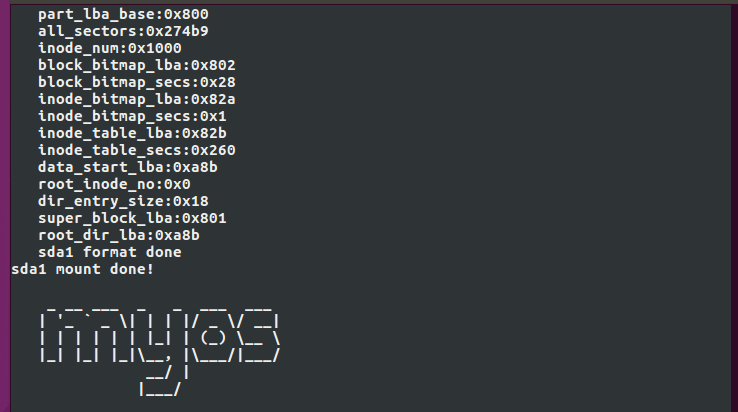 part_lba_base:0x800
all_sectors:0x274b9
inode_num:0x1000
block_bitmap_lba:0x802
block_bitmap_secs:0x28
inode_bitmap_lba:0x82a
inode_bitmap_secs:0x1
inode_table_lba:0x82b
inode_table_secs:0x260
data_start_lba:0xa8b
root_inode_no:0x0
dir_entry_size:0x18
super_block_lba:0x801
root_dir_lba:0xa8b
sda1 format done
sda1 mount done!
myos